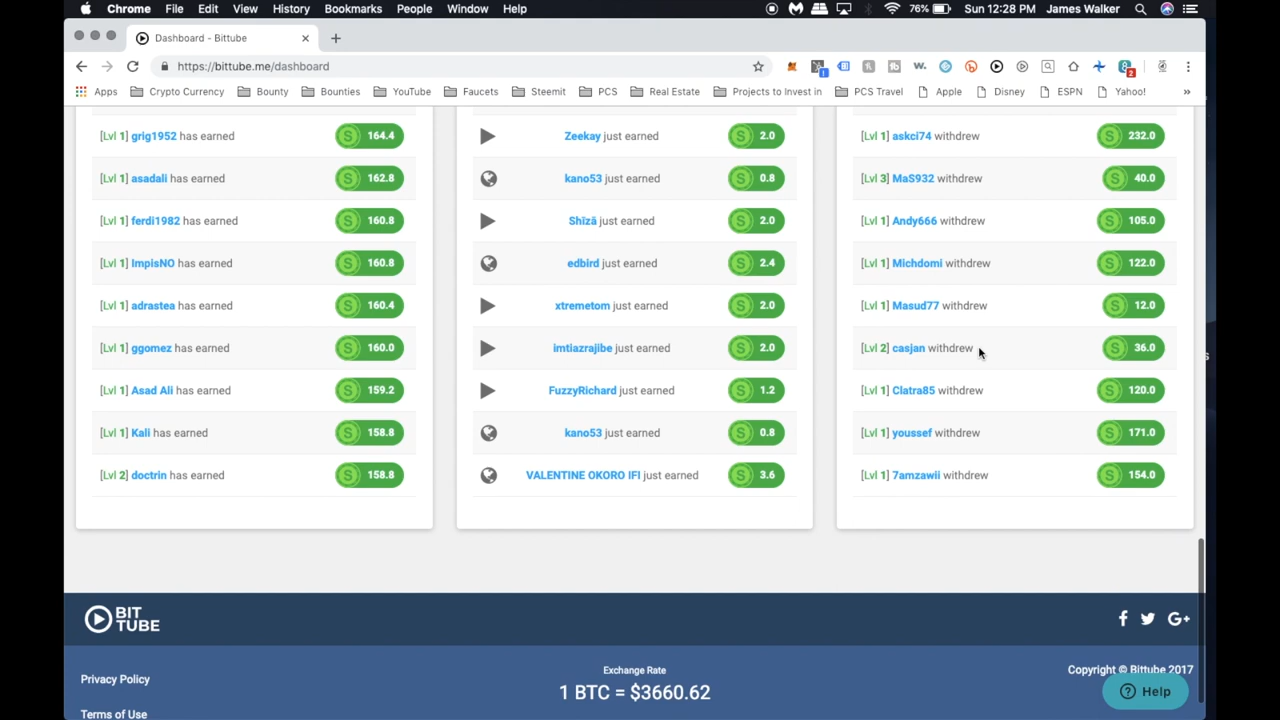 Chrome File Edit View History Bookmarks People Window Help 76% Sun 12:28 PM James Walker
Dashboard - Bittube
https://bittube.me/dashboard
Apps Crypto Currency Bounty Bounties YouTube Faucets Steemit PCS Real Estate Projects to Invest in PCS Travel Apple Disney ESPN Yahoo! »
[Lvl 1] grig1952 has earned S 164.4
[Lvl 1] asadali has earned S 162.8
[Lvl 1] ferdi1982 has earned S 160.8
[Lvl 1] ImpisNO has earned S 160.8
[Lvl 1] adrastea has earned S 160.4
[Lvl 1] ggomez has earned S 160.0
[Lvl 1] Asad Ali has earned S 159.2
[Lvl 1] Kali has earned S 158.8
[Lvl 2] doctrin has earned S 158.8
Zeekay just earned S 2.0
kano53 just earned S 0.8
Shīzā just earned S 2.0
edbird just earned S 2.4
xtremetom just earned S 2.0
imtiazrajibe just earned S 2.0
FuzzyRichard just earned S 1.2
kano53 just earned S 0.8
VALENTINE OKORO IFI just earned S 3.6
[Lvl 1] askci74 withdrew S 232.0
[Lvl 3] MaS932 withdrew S 40.0
[Lvl 1] Andy666 withdrew S 105.0
[Lvl 1] Michdomi withdrew S 122.0
[Lvl 1] Masud77 withdrew S 12.0
[Lvl 2] casjan withdrew S 36.0
[Lvl 1] Clatra85 withdrew S 120.0
[Lvl 1] youssef withdrew S 171.0
[Lvl 1] 7amzawii withdrew S 154.0
BIT
TUBE
Privacy Policy
Terms of Use
Exchange Rate
1 BTC = $3660.62
Copyright © Bittube 2017
Help